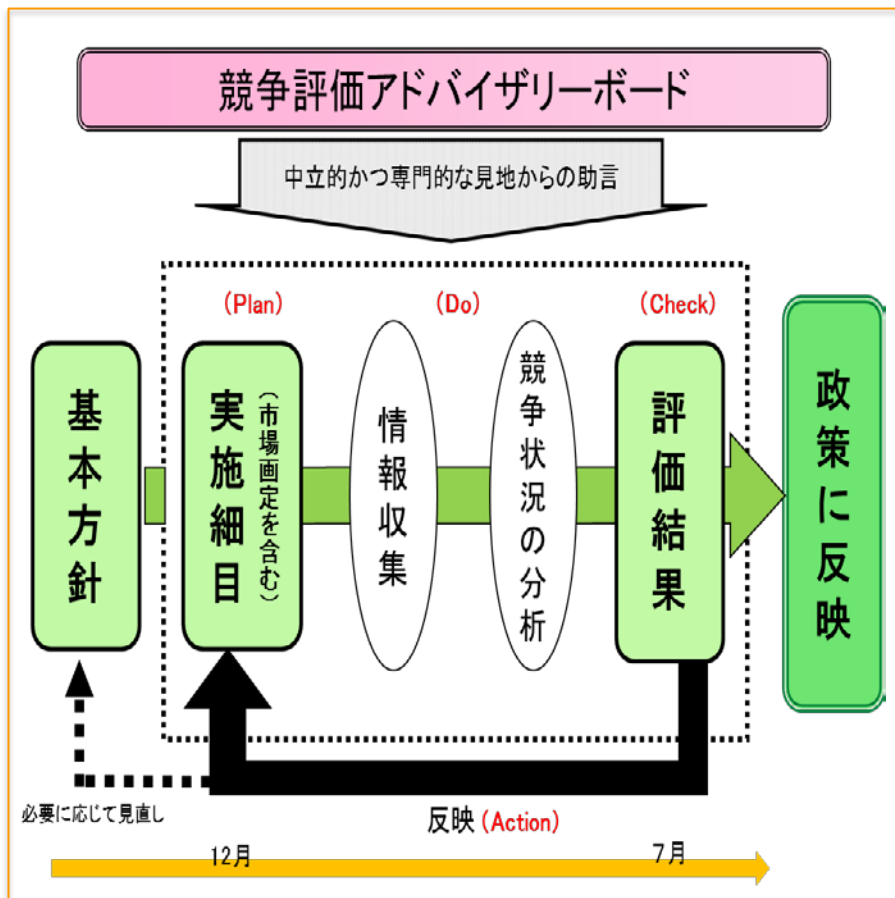 競争評価アドバイザリーボード
中立的かつ専門的な見地からの助言
(Plan)
(Do)
(Check)
基本方針
実施細目
(市場画定を含む)
情報収集
競争状況の分析
評価結果
政策に反映
必要に応じて見直し
反映(Action)
12月
7月